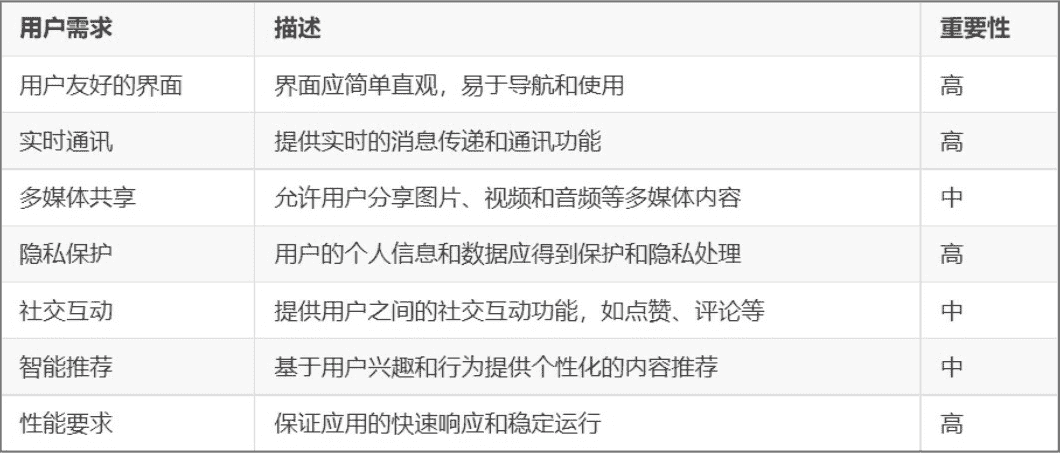 用户需求 描述 重要性
用户友好的界面 界面应简单直观，易于导航和使用 高
实时通讯 提供实时的消息传递和通讯功能 高
多媒体共享 允许用户分享图片、视频和音频等多媒体内容 中
隐私保护 用户的个人信息和数据应得到保护和隐私处理 高
社交互动 提供用户之间的社交互动功能，如点赞、评论等 中
智能推荐 基于用户兴趣和行为提供个性化的内容推荐 中
性能要求 保证应用的快速响应和稳定运行 高